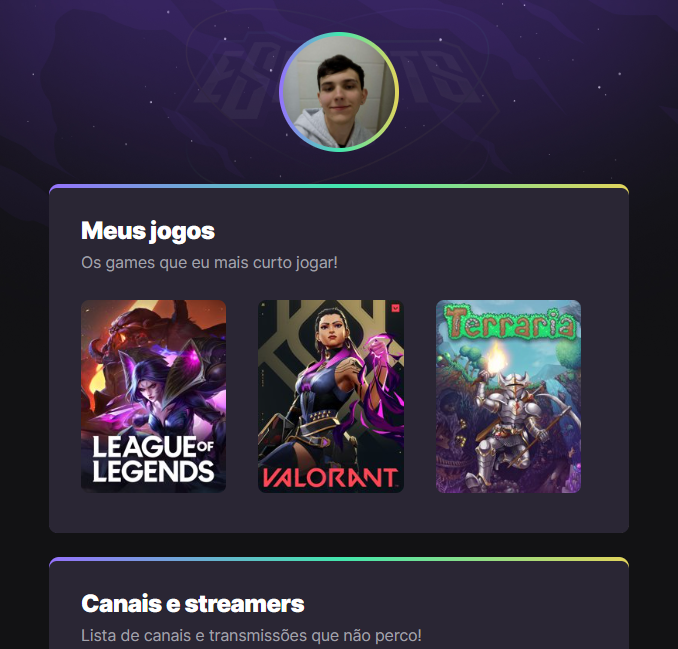 ESPORTS
Meus jogos
Os games que eu mais curto jogar!
LEAGUE OF
LEGENDS
VALORANT
Terraria
Canais e streamers
Lista de canais e transmissões que não perco!